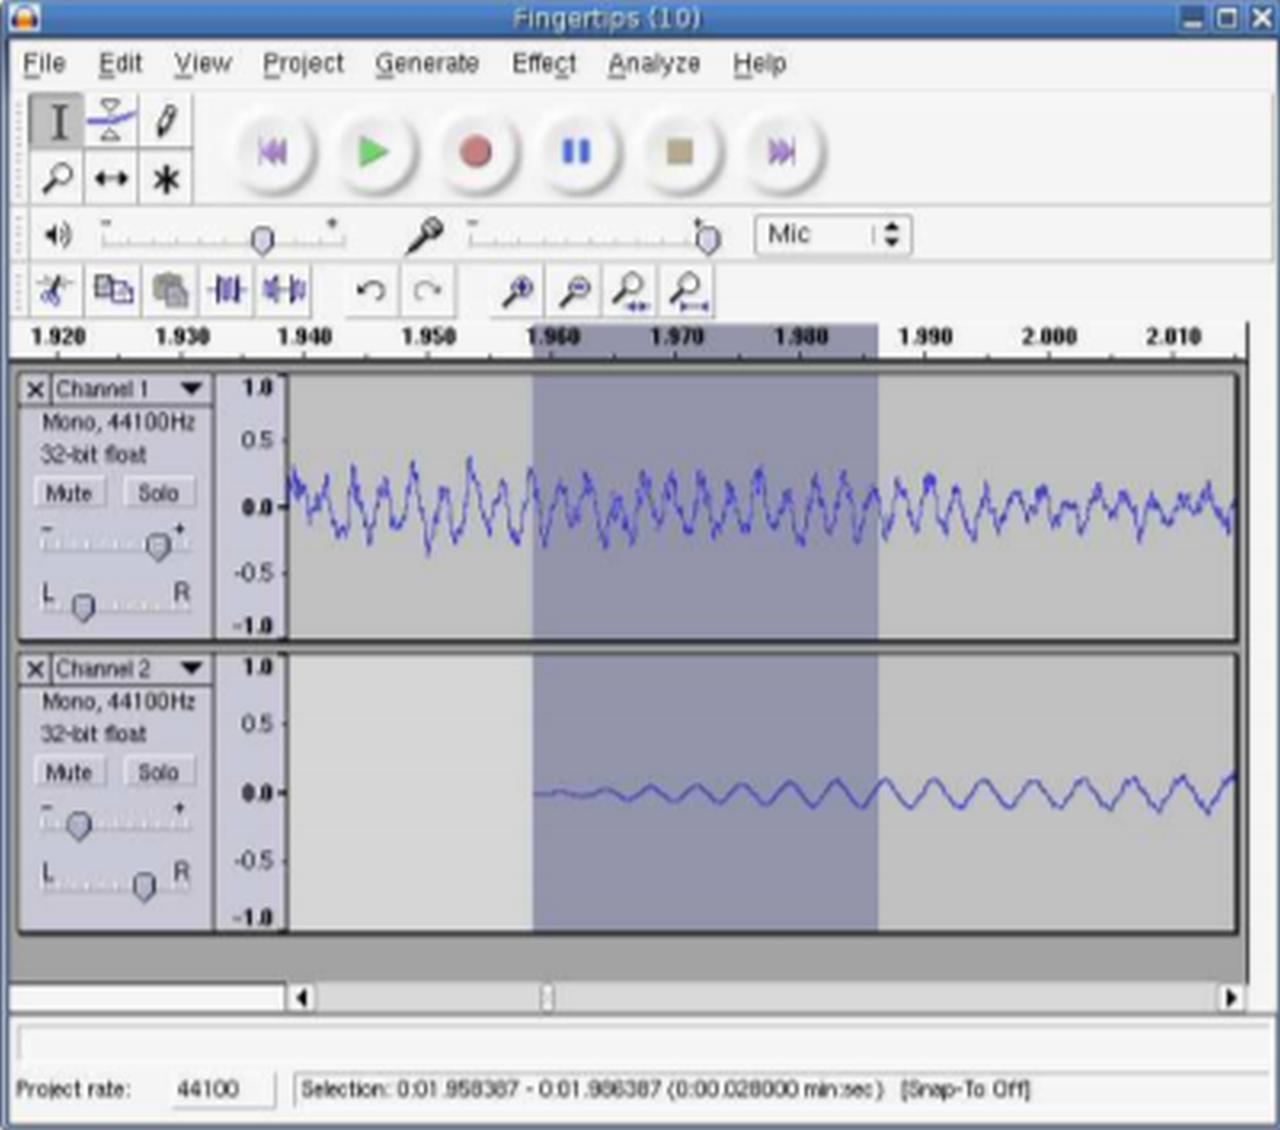 Fingertips (10)
File Edit View Project Generate Effect Analyze Help
- + - + Mic
1.920 1.930 1.940 1.950 1.960 1.970 1.980 1.990 2.000 2.010
X Channel 1
Mono, 44100Hz
32-bit float
Mute Solo
- +
L R
1.0
0.5
0.0
-0.5
-1.0
X Channel 2
Mono, 44100Hz
32-bit float
Mute Solo
- +
L R
1.0
0.5
0.0
-0.5
-1.0
Project rate: 44100 Selection: 0:01.958387 - 0:01.986387 (0:00.028000 min:sec) [Snap-To Off]